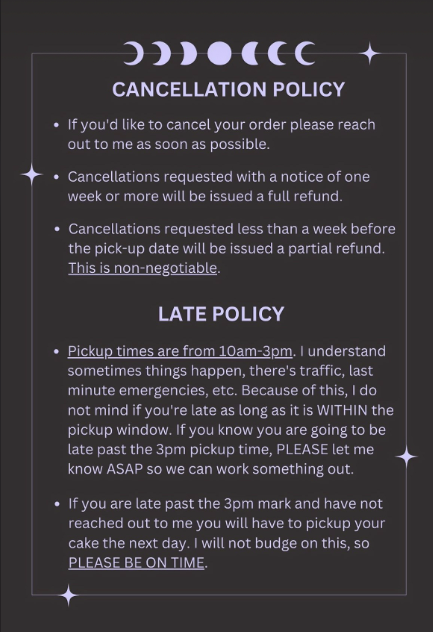 CANCELLATION POLICY
• If you'd like to cancel your order please reach
out to me as soon as possible.
• Cancellations requested with a notice of one
week or more will be issued a full refund.
• Cancellations requested less than a week before
the pick-up date will be issued a partial refund.
This is non-negotiable.
LATE POLICY
• Pickup times are from 10am-3pm. I understand
sometimes things happen, there's traffic, last
minute emergencies, etc. Because of this, I do
not mind if you're late as long as it is WITHIN the
pickup window. If you know you are going to be
late past the 3pm pickup time, PLEASE let me
know ASAP so we can work something out.
• If you are late past the 3pm mark and have not
reached out to me you will have to pickup your
cake the next day. I will not budge on this, so
PLEASE BE ON TIME.